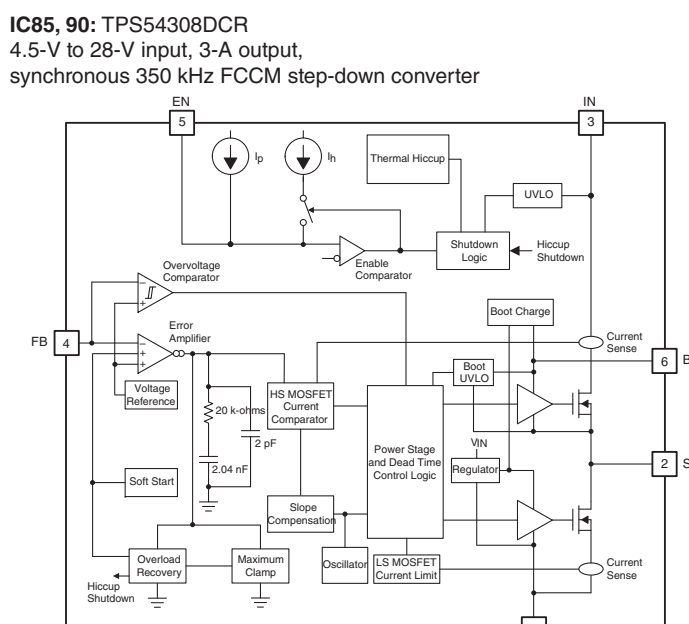 IC85, 90: TPS54308DCR
4.5-V to 28-V input, 3-A output,
synchronous 350 kHz FCCM step-down converter
EN
5
IN
3
Ip
Ih
Thermal Hiccup
UVLO
Shutdown
Logic
Hiccup
Shutdown
Enable
Comparator
Overvoltage
Comparator
FB
4
Error
Amplifier
Voltage
Reference
Boot Charge
Current
Sense
6
B
Boot
UVLO
HS MOSFET
Current
Comparator
20 k-ohms
2 pF
2.04 nF
Power Stage
and Dead Time
Control Logic
VIN
Regulator
2
S
Soft Start
Slope
Compensation
Overload
Recovery
Maximum
Clamp
Oscillator
LS MOSFET
Current Limit
Current
Sense
Hiccup
Shutdown